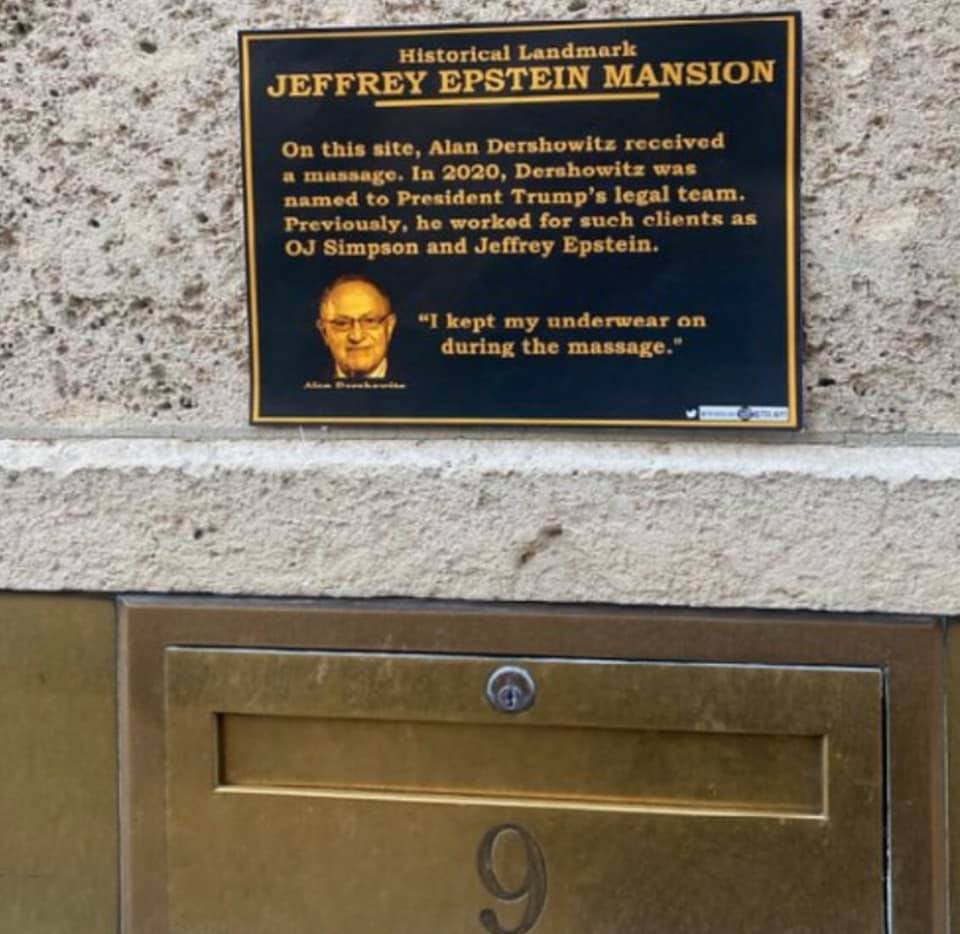 Historical Landmark
JEFFREY EPSTEIN MANSION
On this site, Alan Dershowitz received
a massage. In 2020, Dershowitz was
named to President Trump's legal team.
Previously, he worked for such clients as
OJ Simpson and Jeffrey Epstein.
"I kept my underwear on
during the massage."
Alan Dershowitz
9